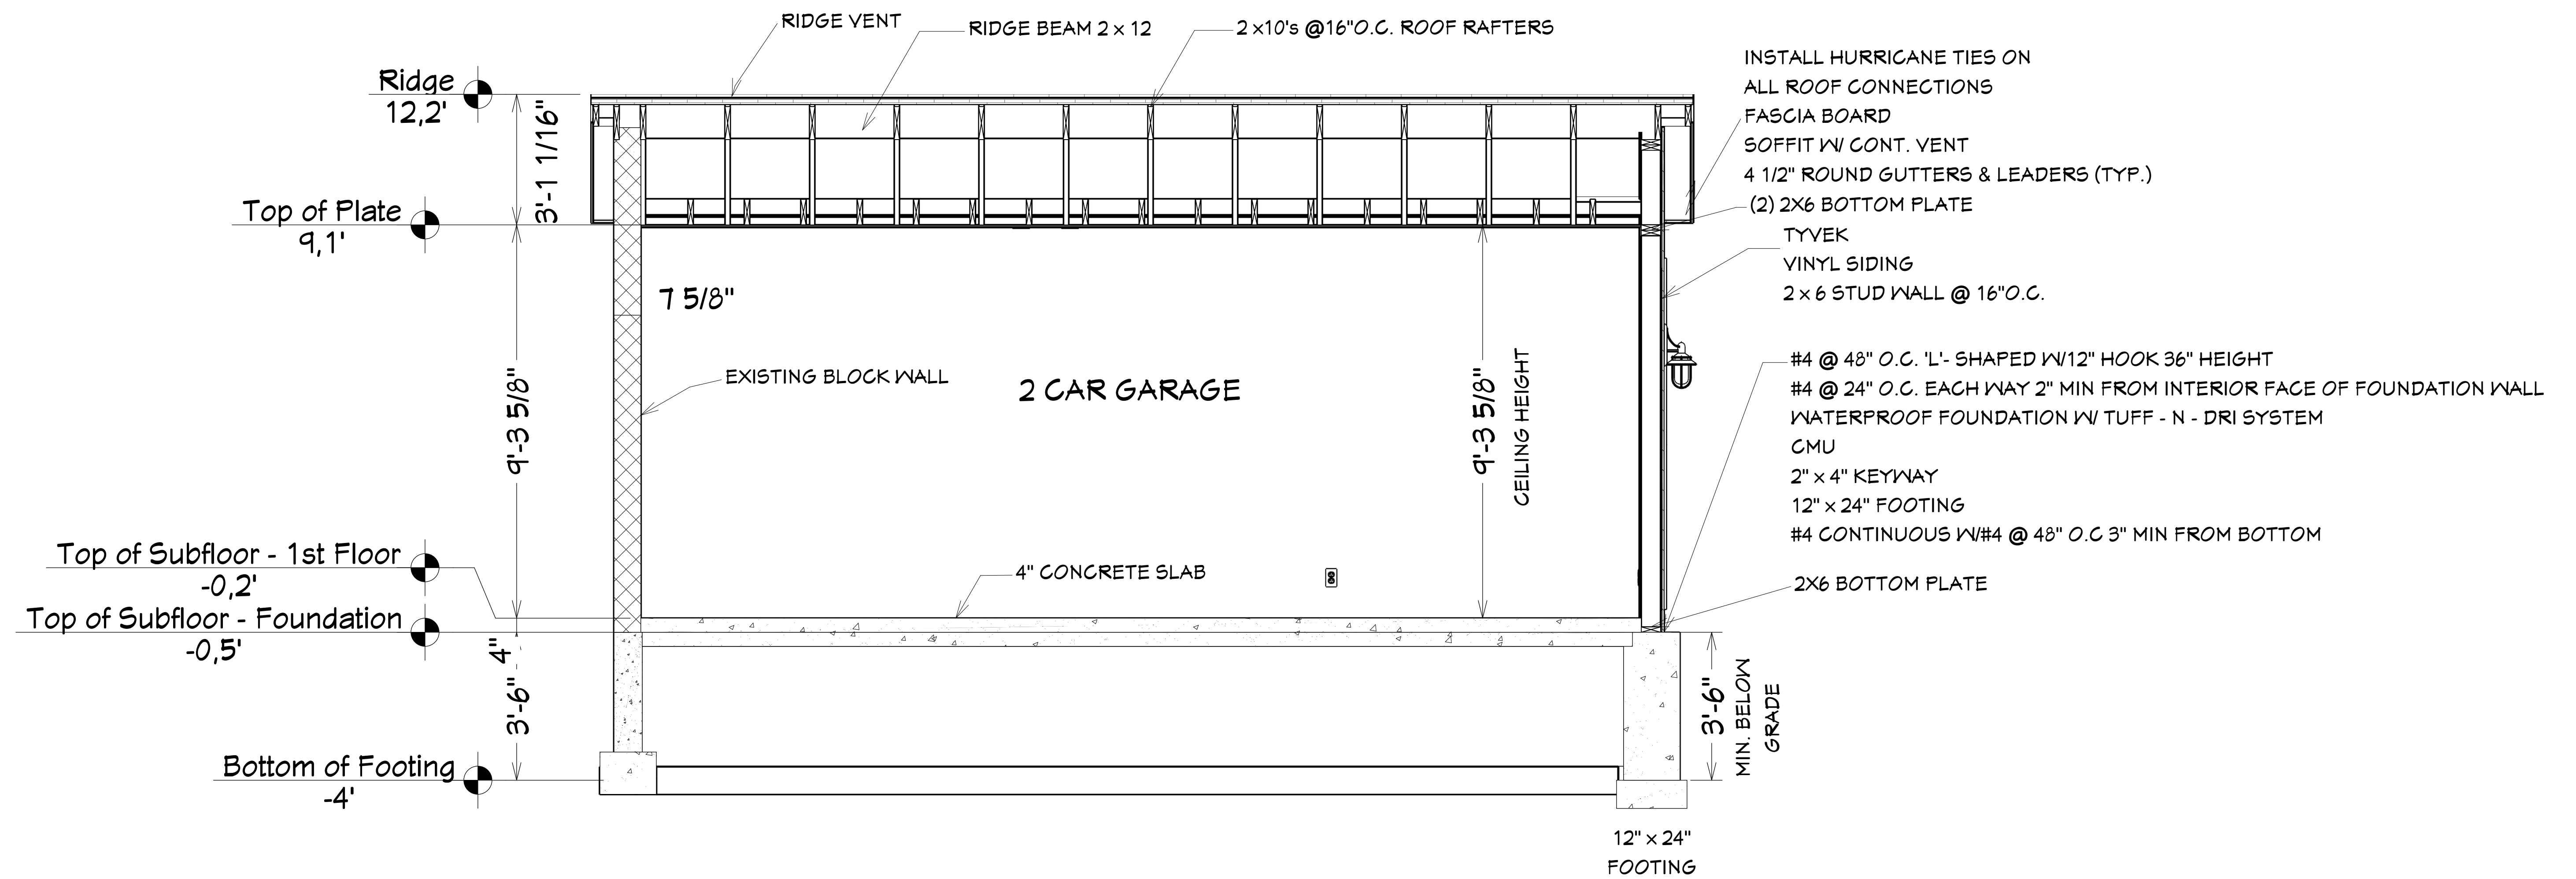 RIDGE VENT
RIDGE BEAM 2 x 12
2 x10's @16"O.C. ROOF RAFTERS
INSTALL HURRICANE TIES ON
ALL ROOF CONNECTIONS
FASCIA BOARD
SOFFIT W/ CONT. VENT
4 1/2" ROUND GUTTERS & LEADERS (TYP.)
(2) 2X6 BOTTOM PLATE
TYVEK
VINYL SIDING
2 x 6 STUD WALL @ 16"O.C.
Ridge
12,2'
3'-1 1/16"
Top of Plate
9,1'
7 5/8"
EXISTING BLOCK WALL
2 CAR GARAGE
9'-3 5/8"
9'-3 5/8"
CEILING HEIGHT
#4 @ 48" O.C. 'L'- SHAPED W/12" HOOK 36" HEIGHT
#4 @ 24" O.C. EACH WAY 2" MIN FROM INTERIOR FACE OF FOUNDATION WALL
WATERPROOF FOUNDATION W/ TUFF - N - DRI SYSTEM
CMU
2" x 4" KEYWAY
12" x 24" FOOTING
#4 CONTINUOUS W/#4 @ 48" O.C 3" MIN FROM BOTTOM
2X6 BOTTOM PLATE
Top of Subfloor - 1st Floor
-0,2'
4" CONCRETE SLAB
Top of Subfloor - Foundation
-0,5'
4"
3'-6"
3'-6"
MIN. BELOW
GRADE
Bottom of Footing
-4'
12" x 24"
FOOTING